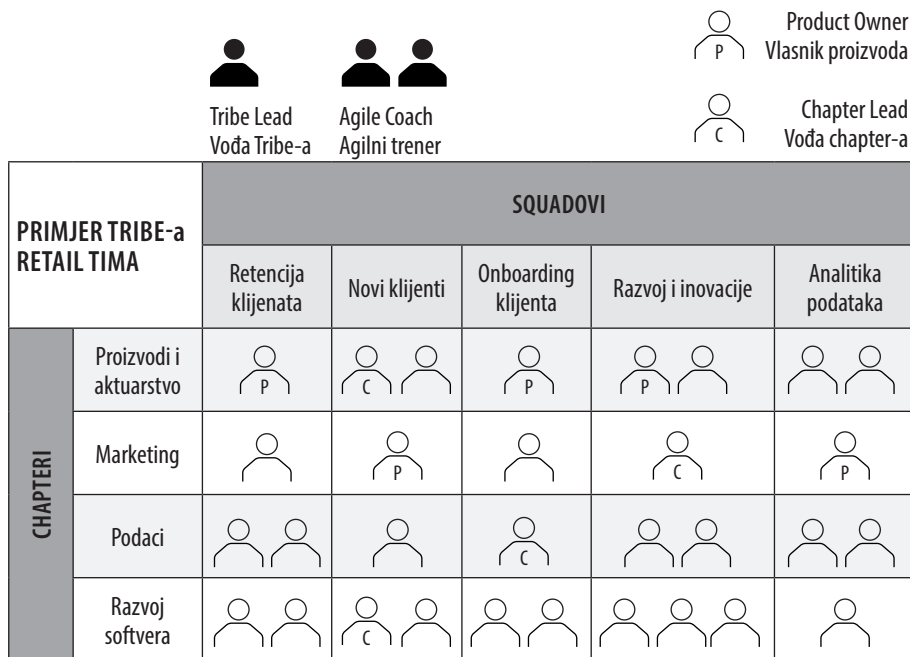 P
Product Owner
Vlasnik proizvoda
Tribe Lead
Vođa Tribe-a
Agile Coach
Agilni trener
C
Chapter Lead
Vođa chapter-a
PRIMJER TRIBE-a
RETAIL TIMA
SQUADOVI
Retencija
klijenata
Novi klijenti
Onboarding
klijenta
Razvoj i inovacije
Analitika
podataka
CHAPTERI
Proizvodi i
aktuarstvo
P
C
P
P
Marketing
P
C
P
Podaci
C
Razvoj
softvera
C